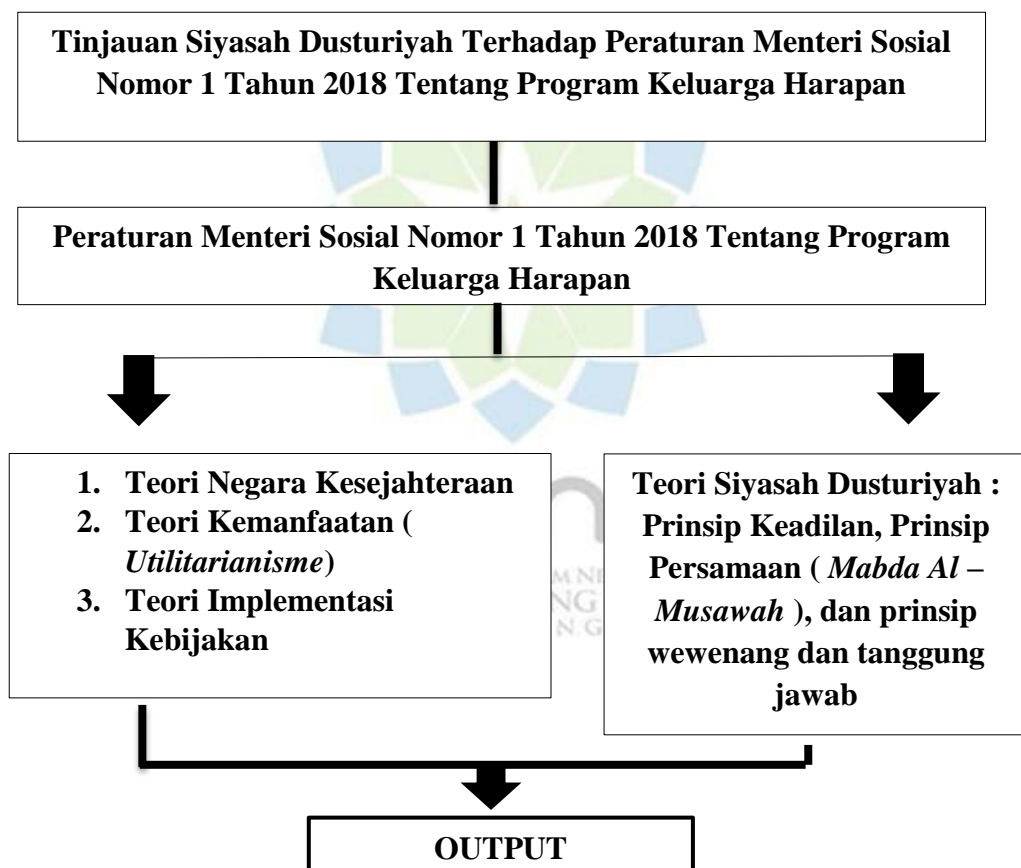 Tinjauan Siyasah Dusturiyah Terhadap Peraturan Menteri Sosial
Nomor 1 Tahun 2018 Tentang Program Keluarga Harapan
Peraturan Menteri Sosial Nomor 1 Tahun 2018 Tentang Program
Keluarga Harapan
1. Teori Negara Kesejahteraan
2. Teori Kemanfaatan (
Utilitarianisme)
3. Teori Implementasi
Kebijakan
Teori Siyasah Dusturiyah :
Prinsip Keadilan, Prinsip
Persamaan ( Mabda Al –
Musawah ), dan prinsip
wewenang dan tanggung
jawab
OUTPUT